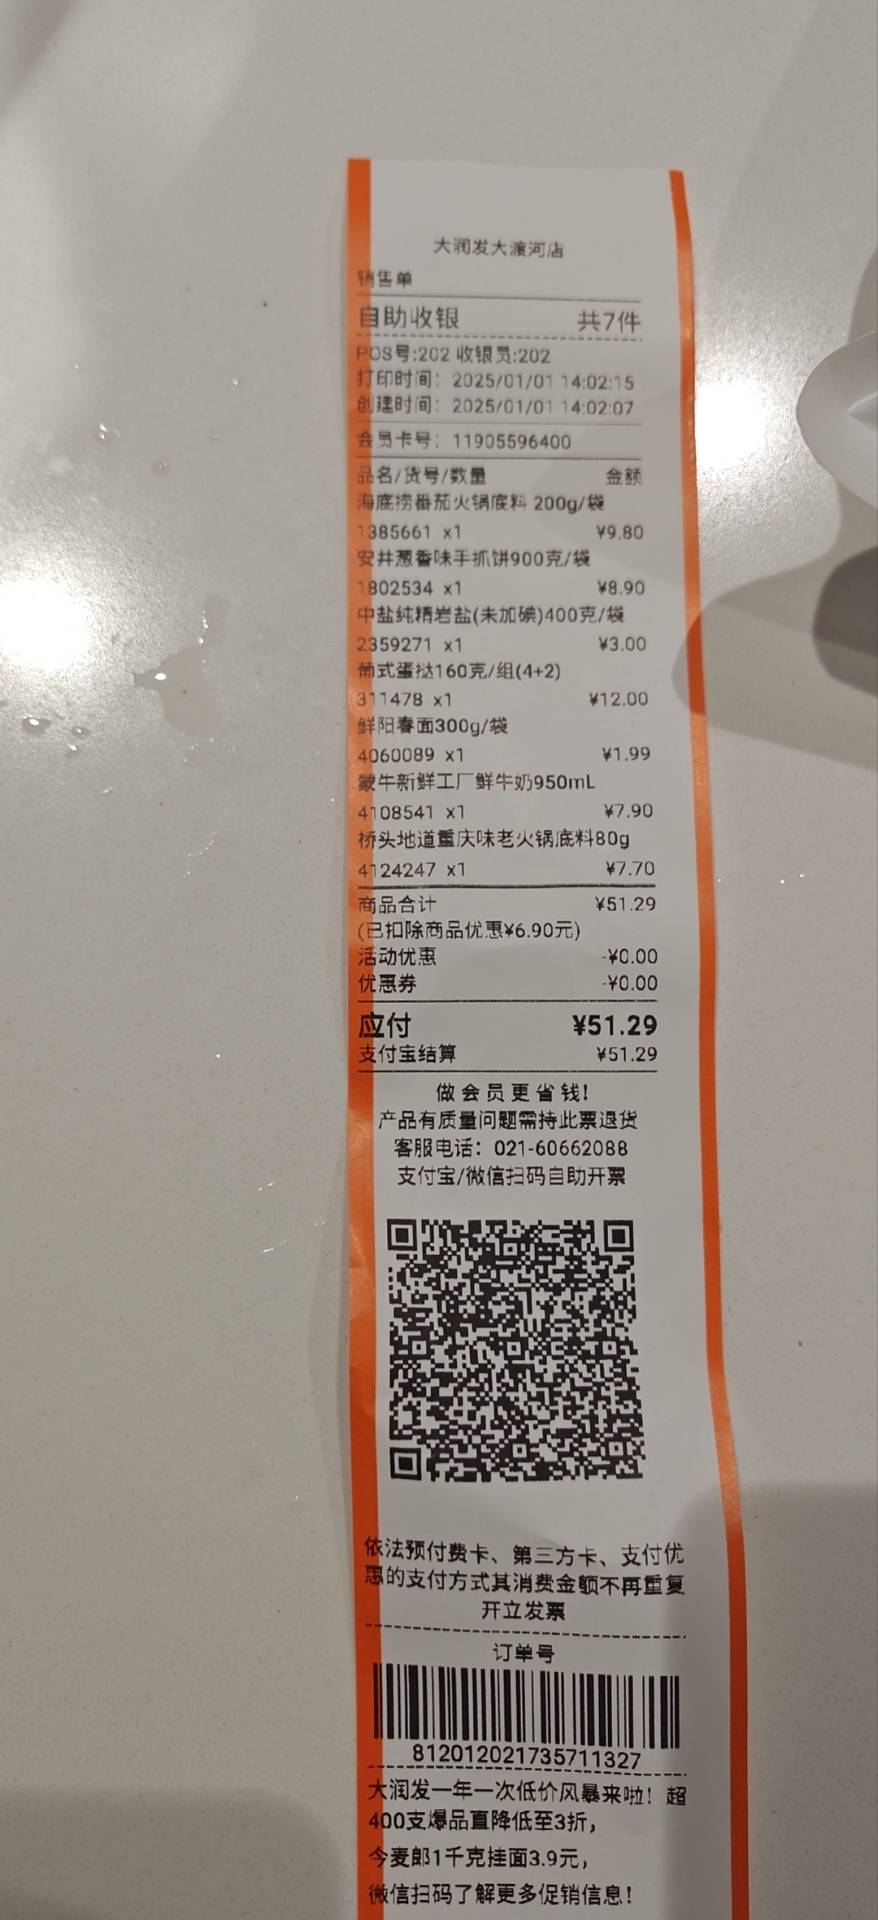 大润发大渡河店
销售单
自助收银 共7件
POS号:202 收银员:202
打印时间：2025/01/01 14:02:15
创建时间：2025/01/01 14:02:07
会员卡号：11905596400
品名/货号/数量 金额
海底捞番茄火锅底料 200g/袋
1385661 x1 ¥9.80
安井葱香味手抓饼900克/袋
1802534 x1 ¥8.90
中盐纯精岩盐(未加碘)400克/袋
2359271 x1 ¥3.00
葡式蛋挞160克/组(4+2)
311478 x1 ¥12.00
鲜阳春面300g/袋
4060089 x1 ¥1.99
蒙牛新鲜工厂鲜牛奶950mL
4108541 x1 ¥7.90
桥头地道重庆味老火锅底料80g
4124247 x1 ¥7.70
商品合计 ¥51.29
(已扣除商品优惠¥6.90元)
活动优惠 -¥0.00
优惠券 -¥0.00
应付 ¥51.29
支付宝结算 ¥51.29
做会员更省钱!
产品有质量问题需持此票退货
客服电话：021-60662088
支付宝/微信扫码自助开票
依法预付费卡、第三方卡、支付优
惠的支付方式其消费金额不再重复
开立发票
订单号
812012021735711327
大润发一年一次低价风暴来啦！超
400支爆品直降低至3折，
今麦郎1千克挂面3.9元，
微信扫码了解更多促销信息！